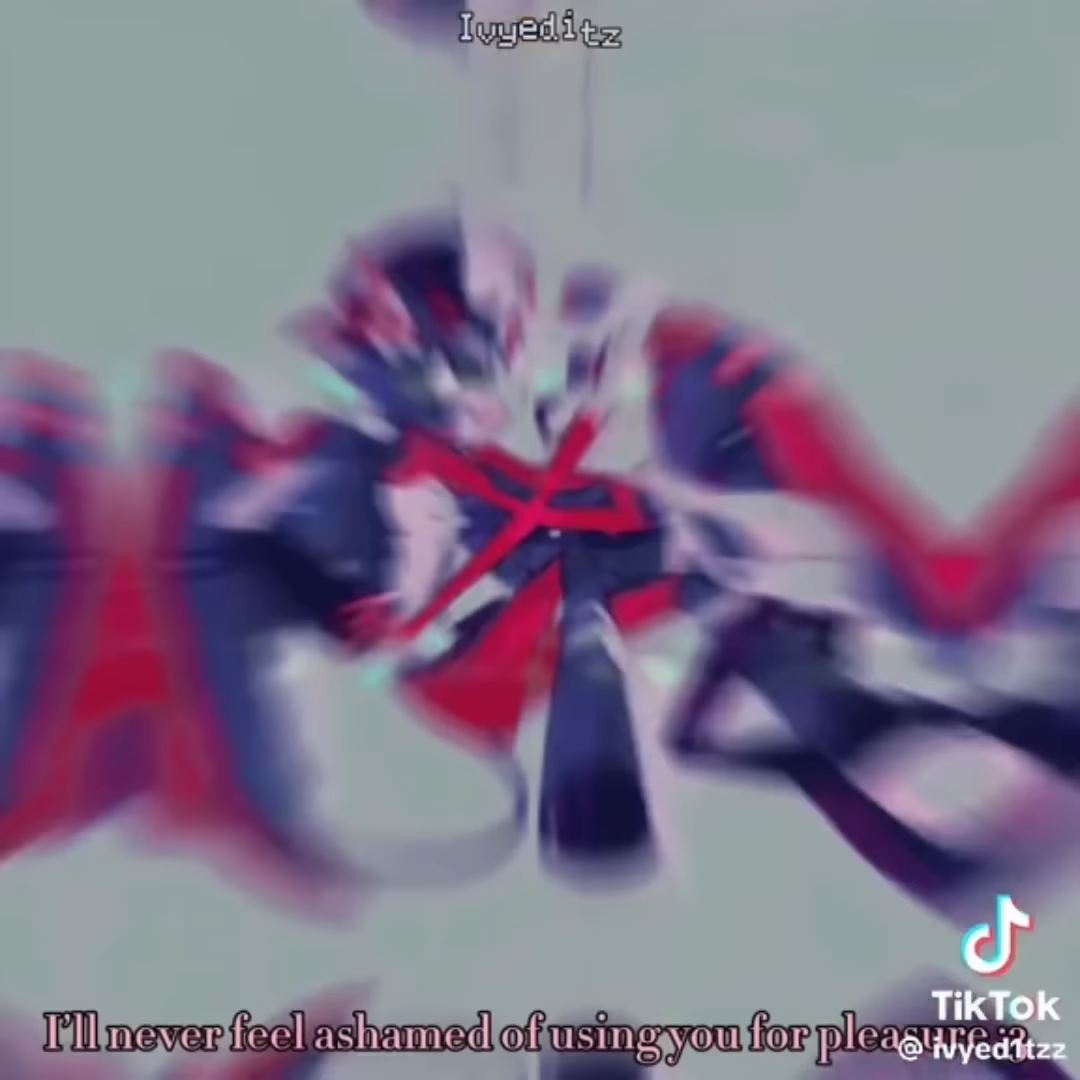 Ivyeditz
I'll never feel ashamed of using you for pleasure ;a
TikTok
@ ivyed1tzz